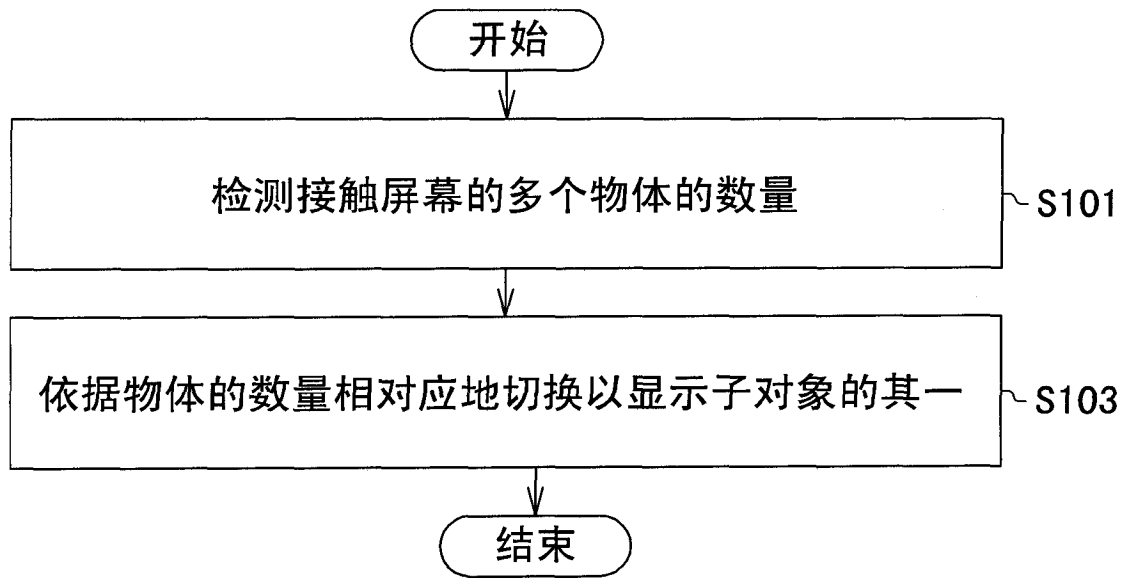 开始
检测接触屏幕的多个物体的数量
S101
依据物体的数量相对应地切换以显示子对象的其一
S103
结束